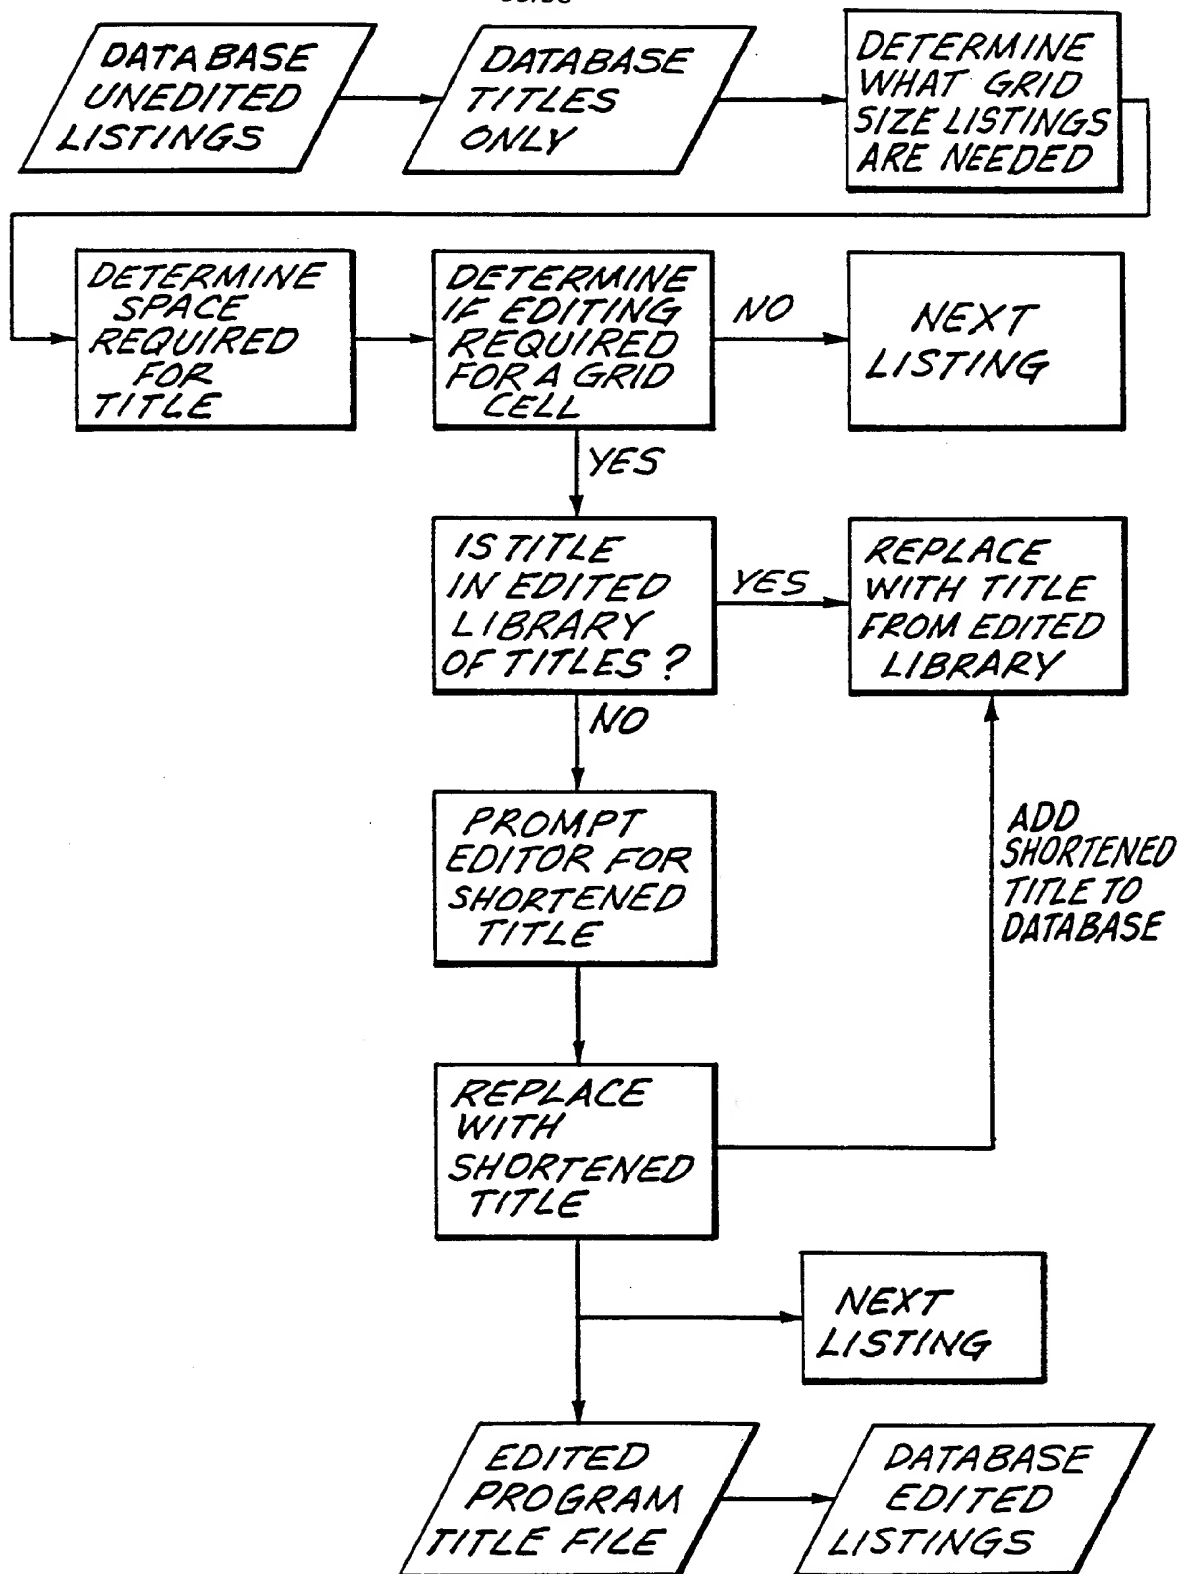 DATABASE
UNEDITED
LISTINGS
DATABASE
TITLES
ONLY
DETERMINE
WHAT GRID
SIZE LISTINGS
ARE NEEDED
DETERMINE
SPACE
REQUIRED
FOR
TITLE
DETERMINE
IF EDITING
REQUIRED
FOR A GRID
CELL
NO
NEXT
LISTING
YES
IS TITLE
IN EDITED
LIBRARY
OF TITLES ?
YES
REPLACE
WITH TITLE
FROM EDITED
LIBRARY
NO
PROMPT
EDITOR FOR
SHORTENED
TITLE
ADD
SHORTENED
TITLE TO
DATABASE
REPLACE
WITH
SHORTENED
TITLE
NEXT
LISTING
EDITED
PROGRAM
TITLE FILE
DATABASE
EDITED
LISTINGS